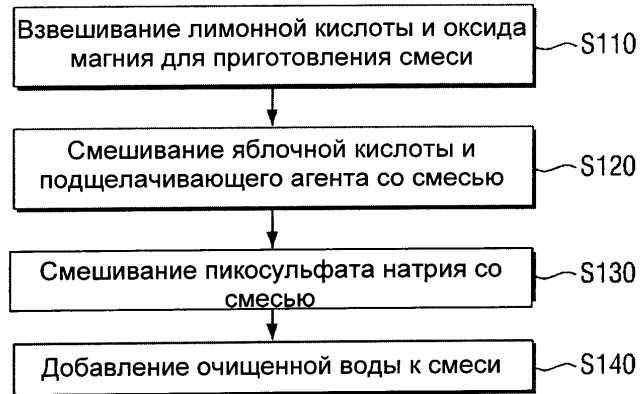 Взвешивание лимонной кислоты и оксида
магния для приготовления смеси
S110
Смешивание яблочной кислоты и
подщелачивающего агента со смесью
S120
Смешивание пикосульфата натрия со
смесью
S130
Добавление очищенной воды к смеси
S140